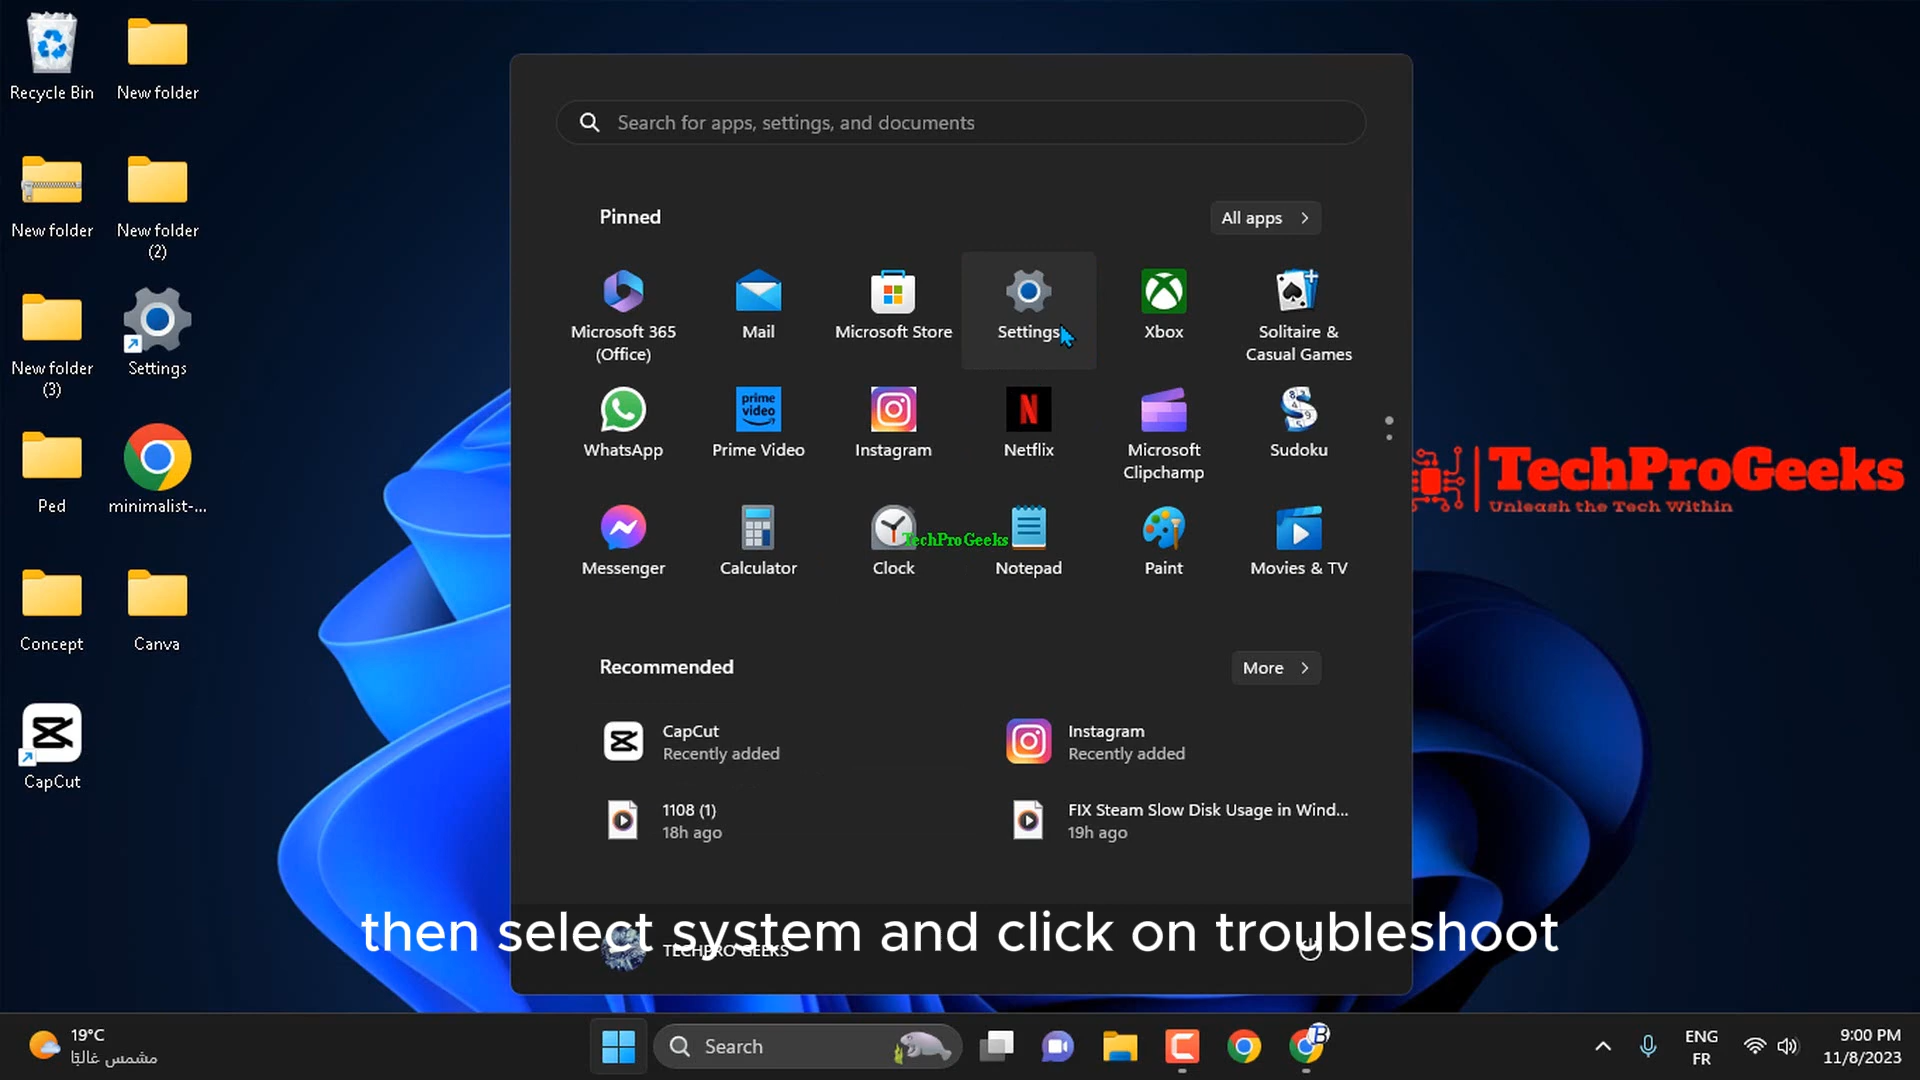 Recycle Bin
New folder
New folder
New folder
(2)
New folder
(3)
Settings
Ped
minimalist-...
Concept
Canva
CapCut
Search for apps, settings, and documents
Pinned
All apps
Microsoft 365
(Office)
Mail
Microsoft Store
Settings
Xbox
Solitaire &
Casual Games
WhatsApp
prime
video
Prime Video
Instagram
Netflix
Microsoft
Clipchamp
Sudoku
Messenger
Calculator
Clock
TechProGeeks
Notepad
Paint
Movies & TV
TechProGeeks
Unleash the Tech Within
Recommended
More
CapCut
Recently added
Instagram
Recently added
1108 (1)
18h ago
FIX Steam Slow Disk Usage in Wind...
19h ago
then select system and click on troubleshoot
TECHPRO GEEKS
19°C
مشمس غالبًا
Search
ENG
FR
9:00 PM
11/8/2023